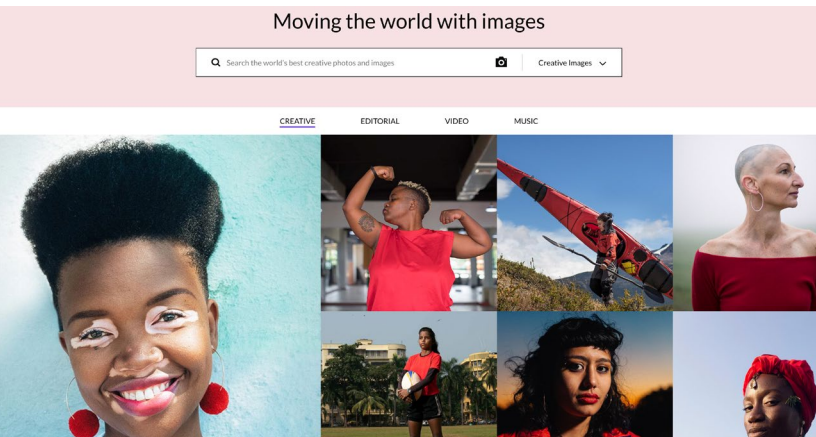 Moving the world with images
Search the world's best creative photos and images
Creative Images
CREATIVE EDITORIAL VIDEO MUSIC